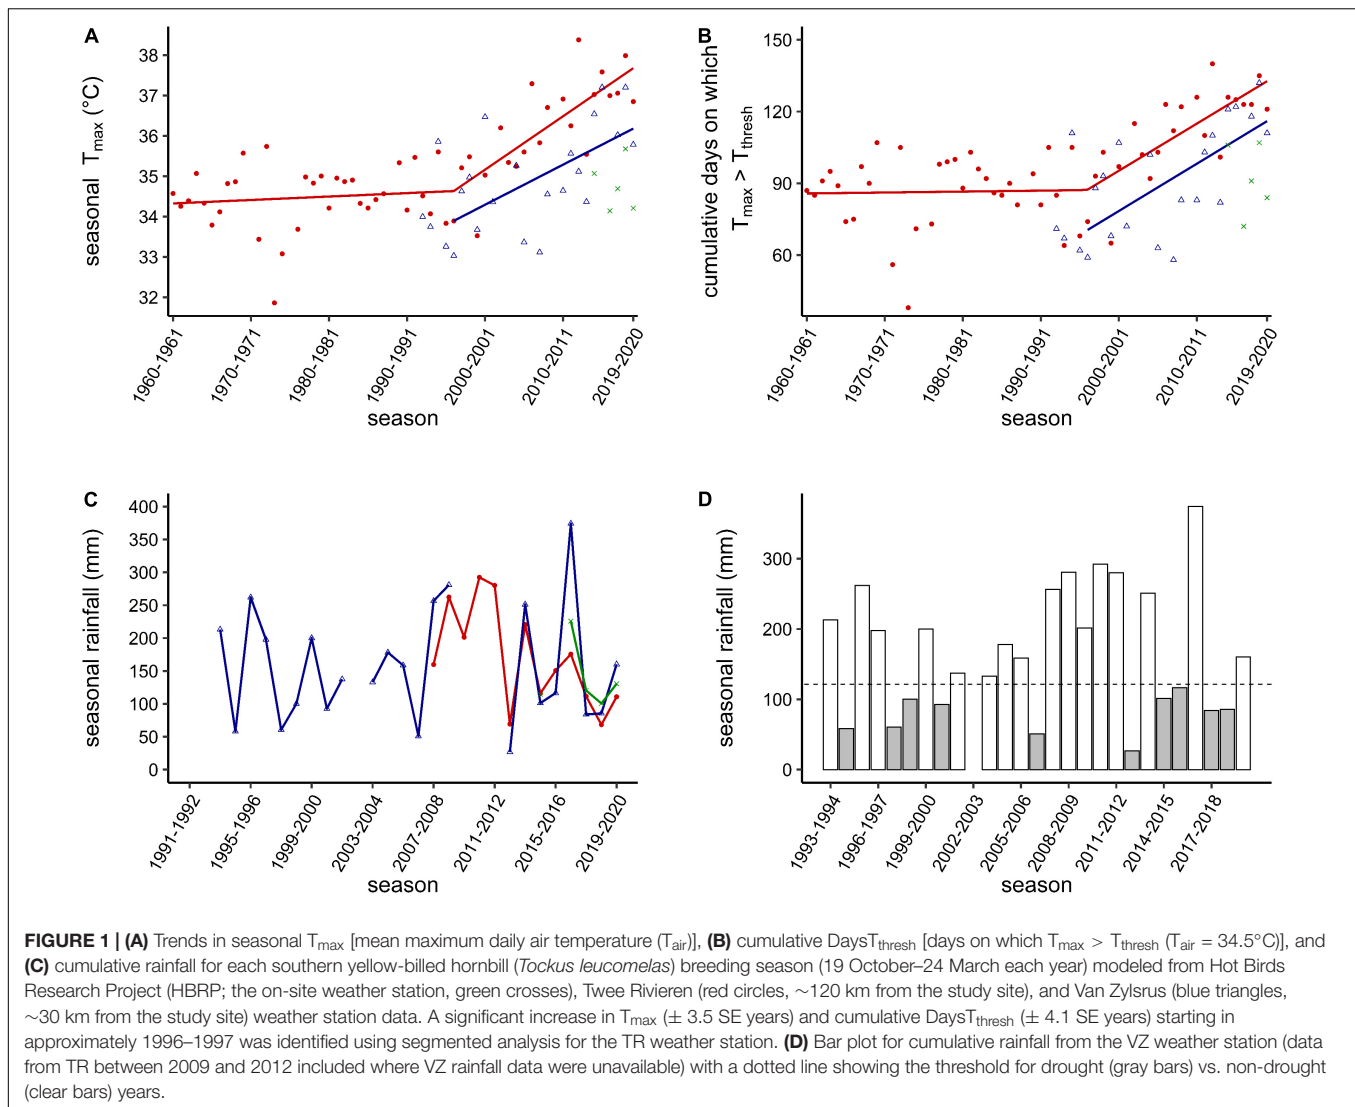 A
seasonal Tmax (°C)
38
37
36
35
34
33
32
1960-1961
1970-1971
1980-1981
1990-1991
2000-2001
2010-2011
2019-2020
season
B
cumulative days on which
Tmax > Tthresh
150
120
90
60
1960-1961
1970-1971
1980-1981
1990-1991
2000-2001
2010-2011
2019-2020
season
C
seasonal rainfall (mm)
400
350
300
250
200
150
100
50
0
1991-1992
1995-1996
1999-2000
2003-2004
2007-2008
2011-2012
2015-2016
2019-2020
season
D
seasonal rainfall (mm)
300
200
100
0
1993-1994
1996-1997
1999-2000
2002-2003
2005-2006
2008-2009
2011-2012
2014-2015
2017-2018
season
FIGURE 1 | (A) Trends in seasonal Tmax [mean maximum daily air temperature (Tair)], (B) cumulative DaysTthresh [days on which Tmax > Tthresh (Tair = 34.5°C)], and
(C) cumulative rainfall for each southern yellow-billed hornbill (Tockus leucomelas) breeding season (19 October–24 March each year) modeled from Hot Birds
Research Project (HBRP; the on-site weather station, green crosses), Twee Rivieren (red circles, ∼120 km from the study site), and Van Zylsrus (blue triangles,
∼30 km from the study site) weather station data. A significant increase in Tmax (± 3.5 SE years) and cumulative DaysTthresh (± 4.1 SE years) starting in
approximately 1996–1997 was identified using segmented analysis for the TR weather station. (D) Bar plot for cumulative rainfall from the VZ weather station (data
from TR between 2009 and 2012 included where VZ rainfall data were unavailable) with a dotted line showing the threshold for drought (gray bars) vs. non-drought
(clear bars) years.